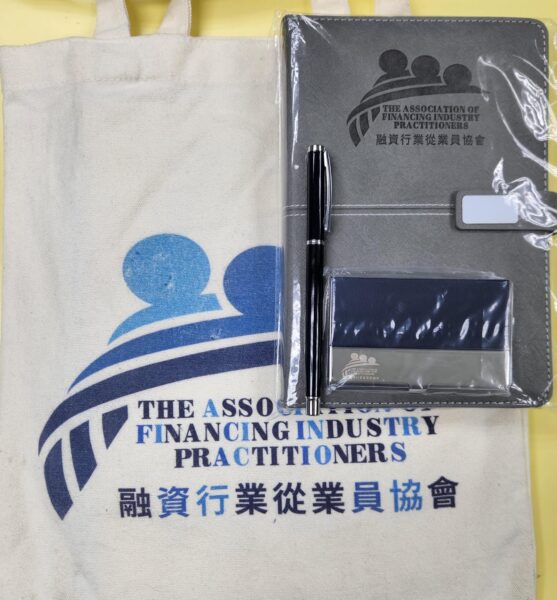 THE ASSOCIATION OF
FINANCING INDUSTRY
PRACTITIONERS
融資行業從業員協會
THE ASSOCIATION OF
FINANCING INDUSTRY
PRACTITIONERS
融資行業從業員協會